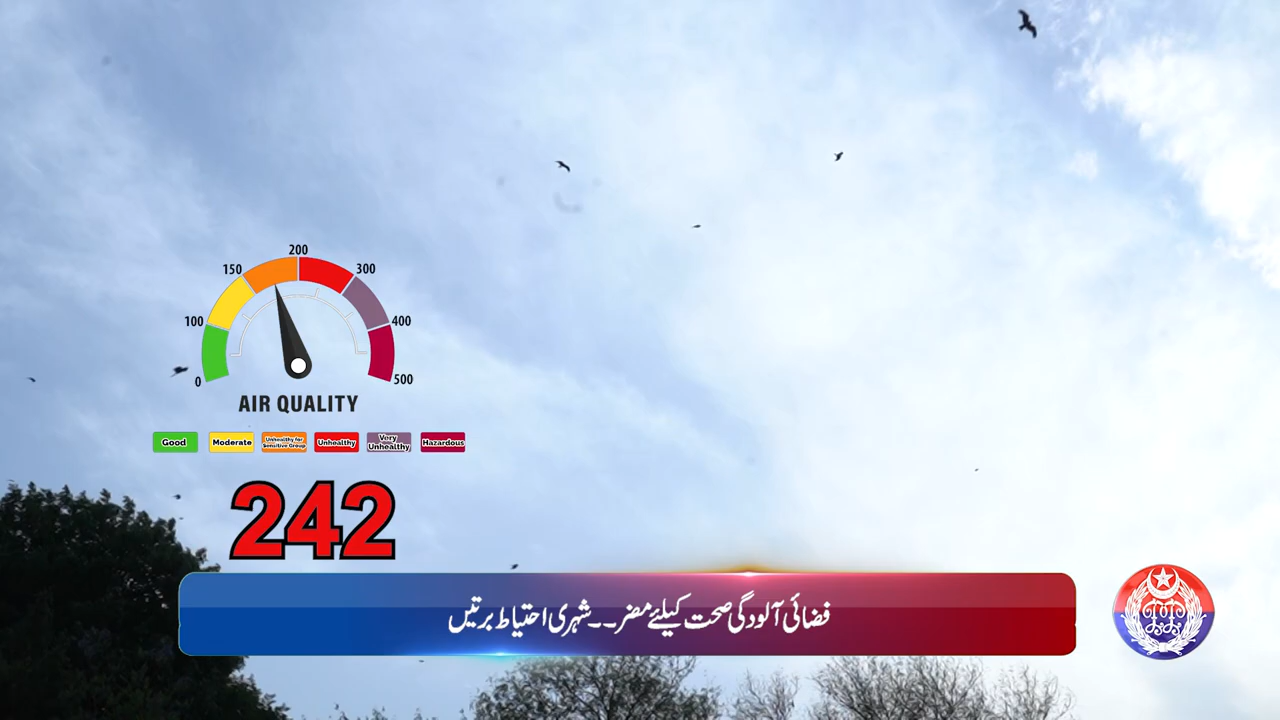 200
150
300
100
400
0
500
AIR QUALITY
Good
Moderate
Unhealthy for
Sensitive Group
Unhealthy
Very
Unhealthy
Hazardous
242
فضائی آلودگی صحت کیلئے مضر۔۔شہری احتیاط برتیں